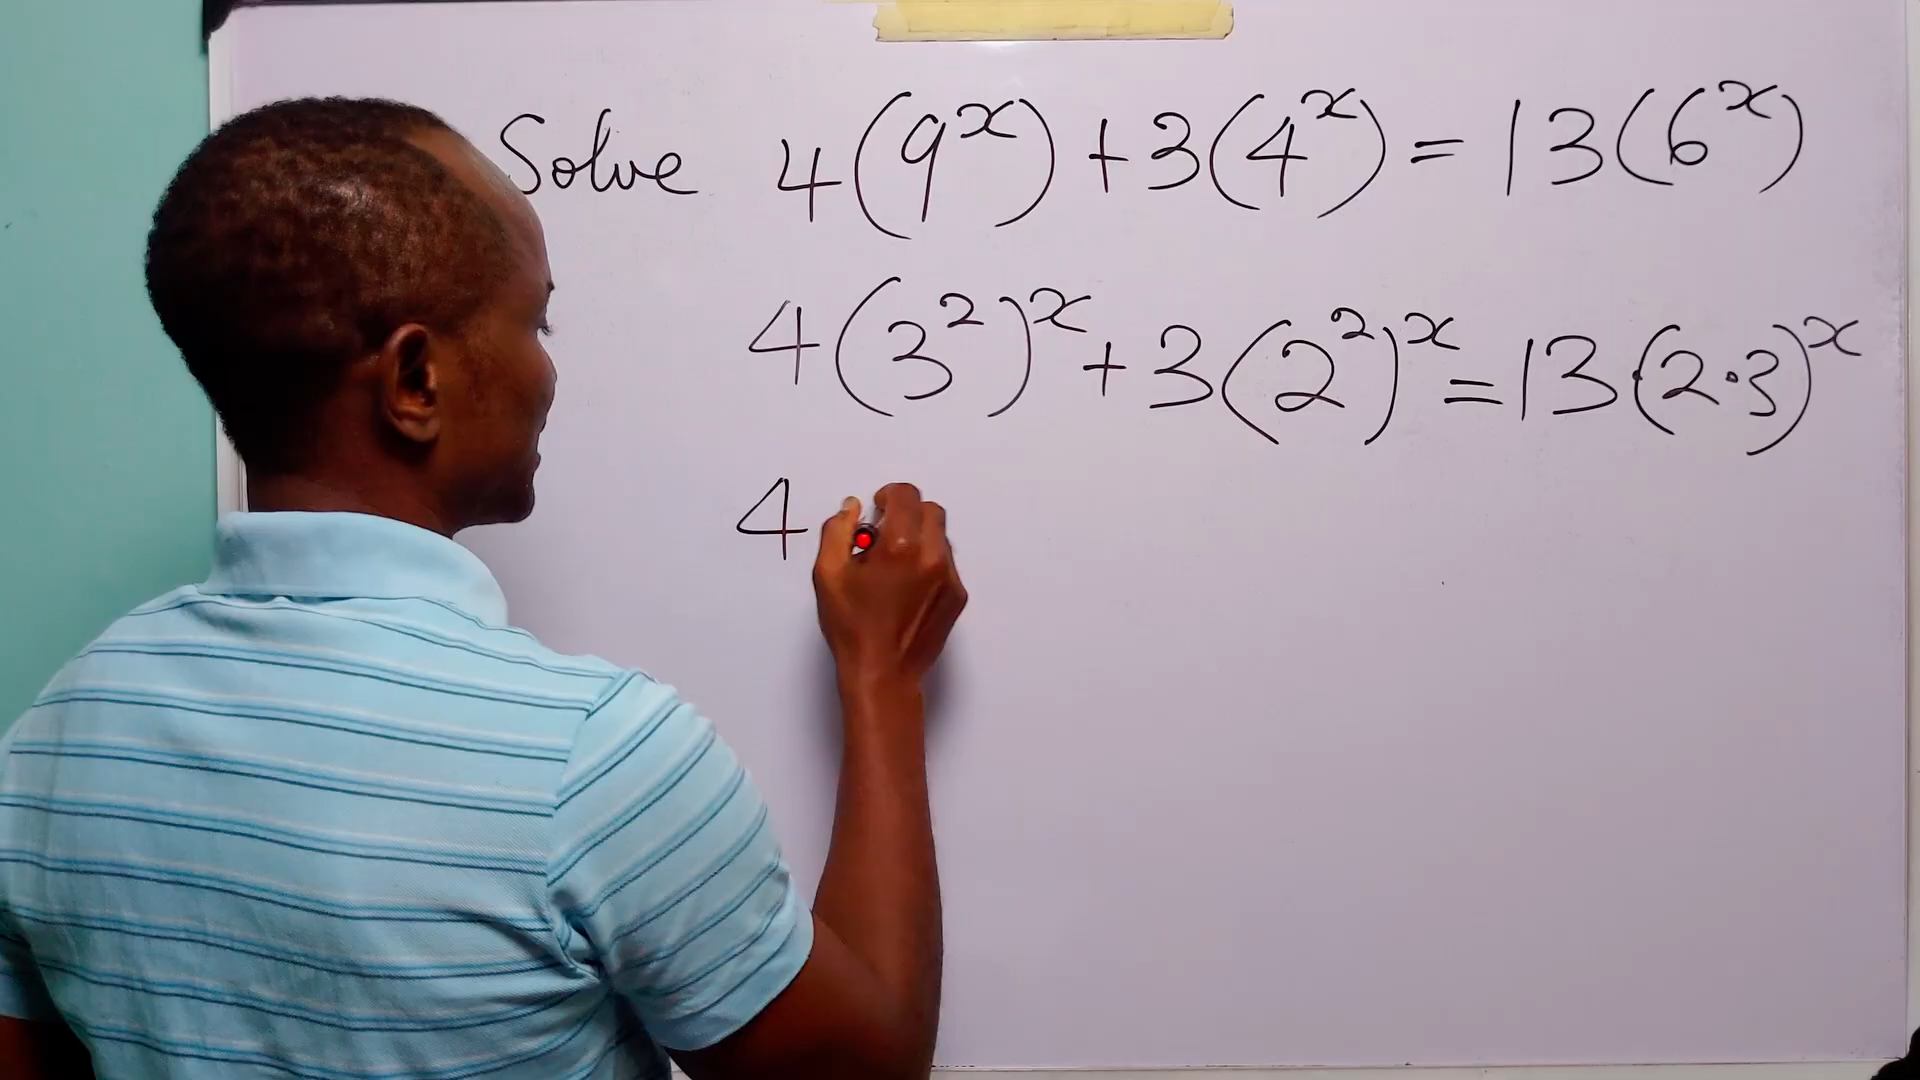 Solve 4(9^x) + 3(4^x) = 13(6^x)
4(3^2)^x + 3(2^2)^x = 13(2·3)^x
4